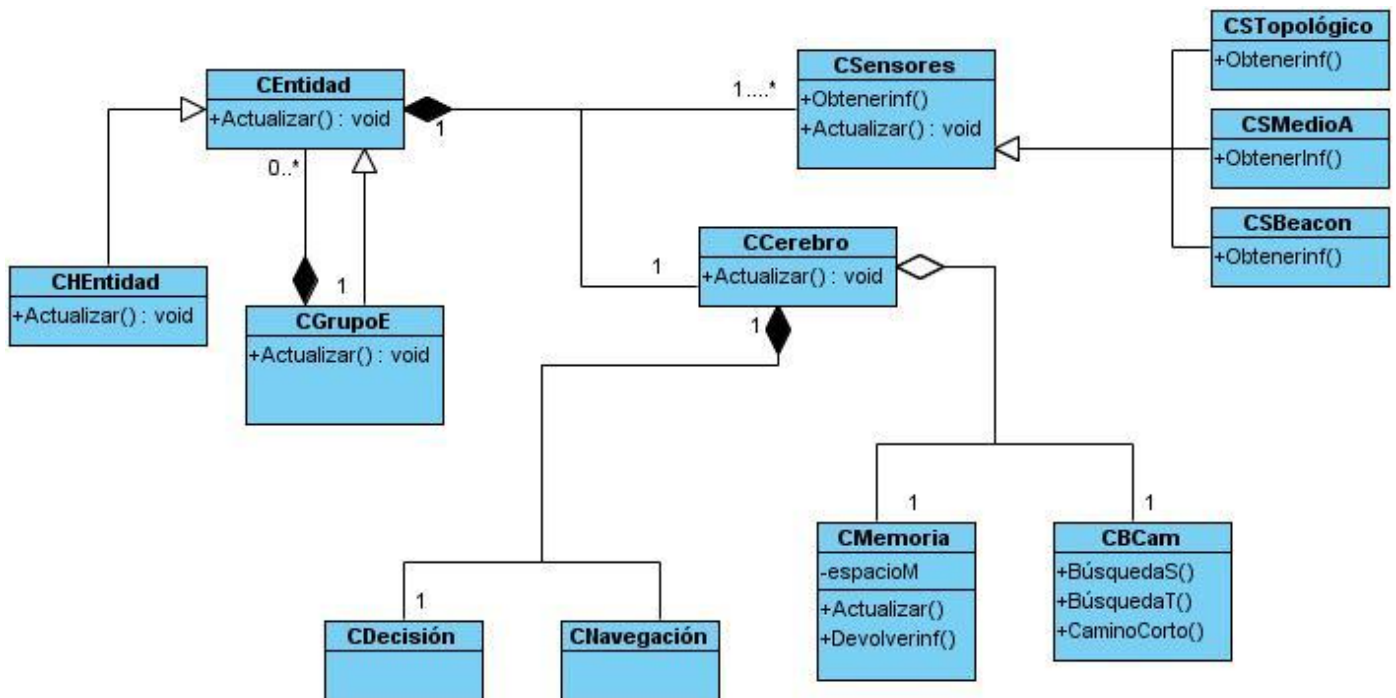 CEntidad
+Actualizar() : void
1
1....*
CSensores
+Obtenerinf()
+Actualizar() : void
CSTopológico
+Obtenerinf()
CSMedioA
+ObtenerInf()
CSBeacon
+Obtenerinf()
0..*
1
CHEntidad
+Actualizar() : void
CGrupoE
+Actualizar() : void
1
CCerebro
+Actualizar() : void
1
1
CDecisión
CNavegación
1
CMemoria
-espacioM
+Actualizar()
+Devolverinf()
1
CBCam
+BúsquedaS()
+BúsquedaT()
+CaminoCorto()